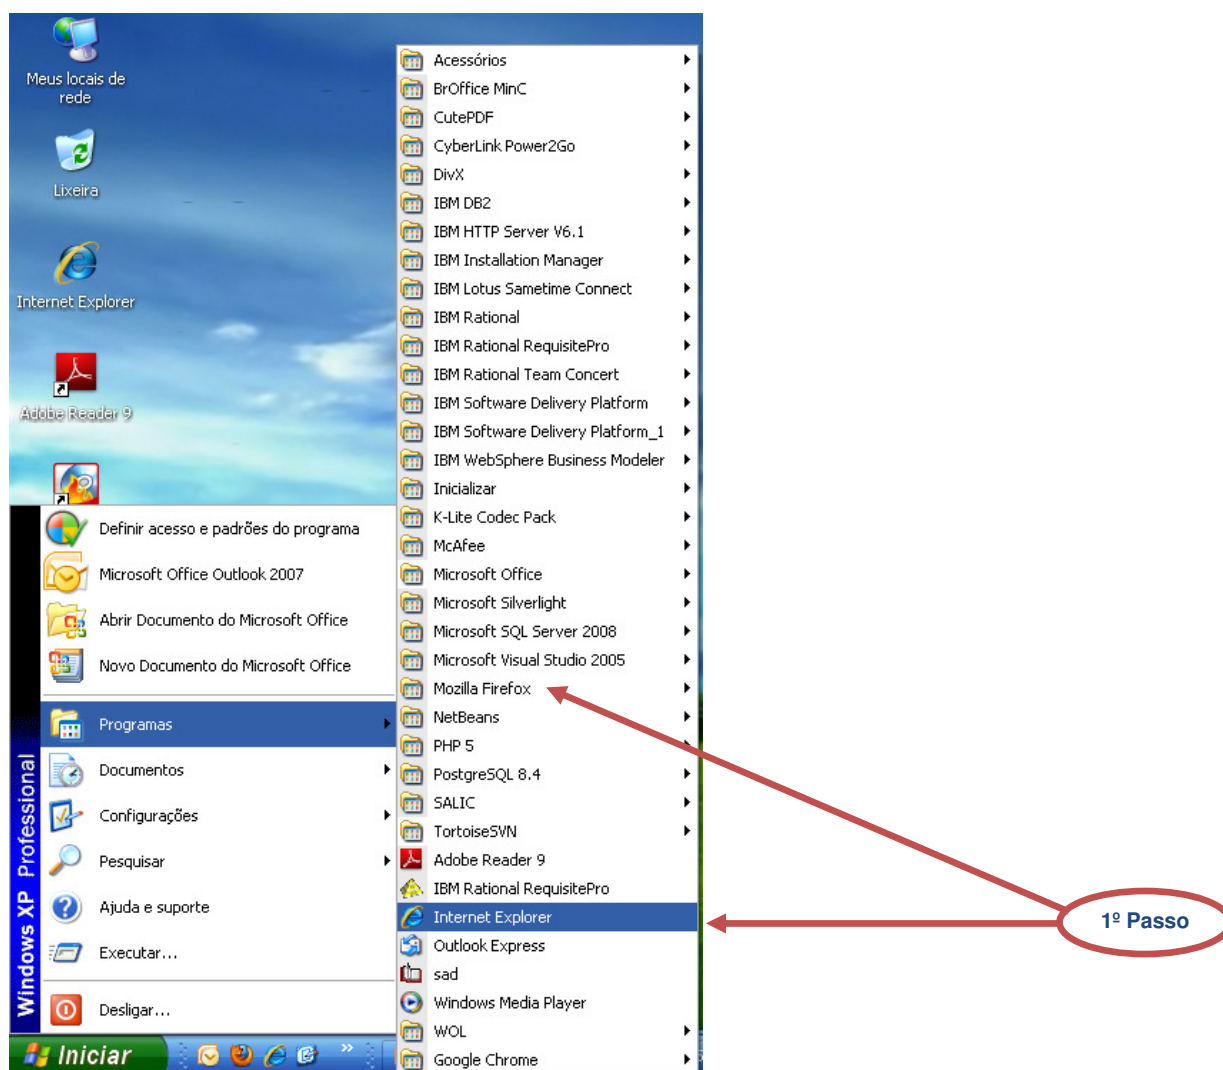 Meus locais de
rede
Lixeira
Internet Explorer
Adobe Reader 9
Definir acesso e padrões do programa
Microsoft Office Outlook 2007
Abrir Documento do Microsoft Office
Novo Documento do Microsoft Office
Programas
Documentos
Configurações
Pesquisar
Ajuda e suporte
Executar...
Desligar...
Windows XP Professional
Iniciar
»
Acessórios
BrOffice MinC
CutePDF
CyberLink Power2Go
DivX
IBM DB2
IBM HTTP Server V6.1
IBM Installation Manager
IBM Lotus Sametime Connect
IBM Rational
IBM Rational RequisitePro
IBM Rational Team Concert
IBM Software Delivery Platform
IBM Software Delivery Platform_1
IBM WebSphere Business Modeler
Inicializar
K-Lite Codec Pack
McAfee
Microsoft Office
Microsoft Silverlight
Microsoft SQL Server 2008
Microsoft Visual Studio 2005
Mozilla Firefox
NetBeans
PHP 5
PostgreSQL 8.4
SALIC
TortoiseSVN
Adobe Reader 9
IBM Rational RequisitePro
Internet Explorer
Outlook Express
sad
Windows Media Player
WOL
Google Chrome
1º Passo